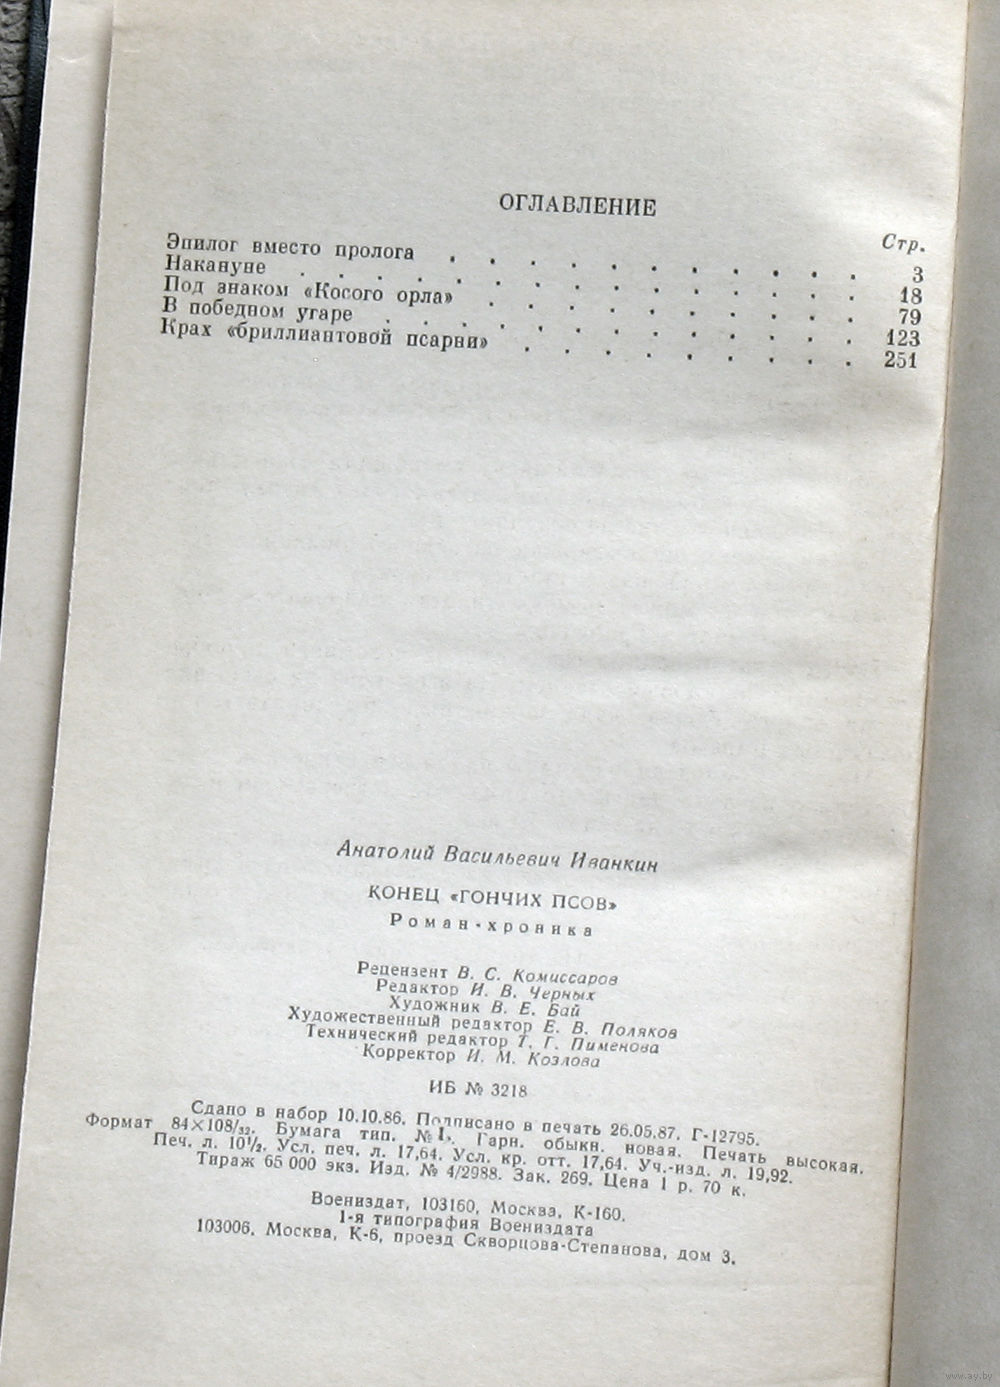 ОГЛАВЛЕНИЕ
Стр.
Эпилог вместо пролога . . . . . . . . . . . 3
Накануне . . . . . . . . . . . . . . . 18
Под знаком «Косого орла» . . . . . . . . . . 79
В победном угаре . . . . . . . . . . . . . 123
Крах «бриллиантовой псарни» . . . . . . . . . 251
Анатолий Васильевич Иванкин
КОНЕЦ «ГОНЧИХ ПСОВ»
Роман-хроника
Рецензент В. С. Комиссаров
Редактор И. В. Черных
Художник В. Е. Бай
Художественный редактор Е. В. Поляков
Технический редактор Т. Г. Пименова
Корректор И. М. Козлова
ИБ № 3218
Сдано в набор 10.10.86. Подписано в печать 26.05.87. Г-12795.
Формат 84×108/32. Бумага тип. № 1. Гарн. обыкн. новая. Печать высокая.
Печ. л. 10½. Усл. печ. л. 17,64. Усл. кр. отт. 17,64. Уч.-изд. л. 19,92.
Тираж 65 000 экз. Изд. № 4/2988. Зак. 269. Цена 1 р. 70 к.
Воениздат, 103160, Москва, К-160.
1-я типография Воениздата
103006, Москва, К-6, проезд Скворцова-Степанова, дом 3.
www.ay.by